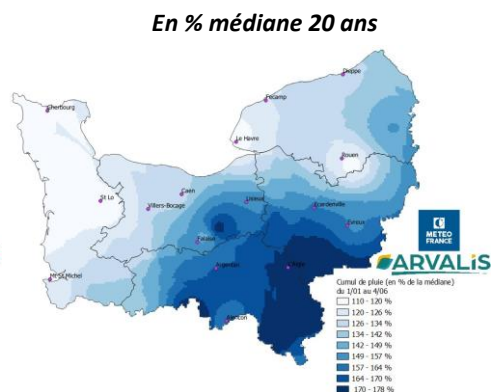 En % médiane 20 ans
Dieppe
Cherbourg
Fecamp
Le Havre
Rouen
St Lo
Caen
Villers-Bocage
Lisieux
Ecardenville
Evreux
Falaise
METEO
FRANCE
ARVALIS
Mt St Michel
Argentan
L'Aigle
Alençon
Cumul de pluie (en % de la médiane)
du 1/01 au 4/06
110 - 120 %
120 - 126 %
126 - 134 %
134 - 142 %
142 - 149 %
149 - 157 %
157 - 164 %
164 - 170 %
170 - 178 %